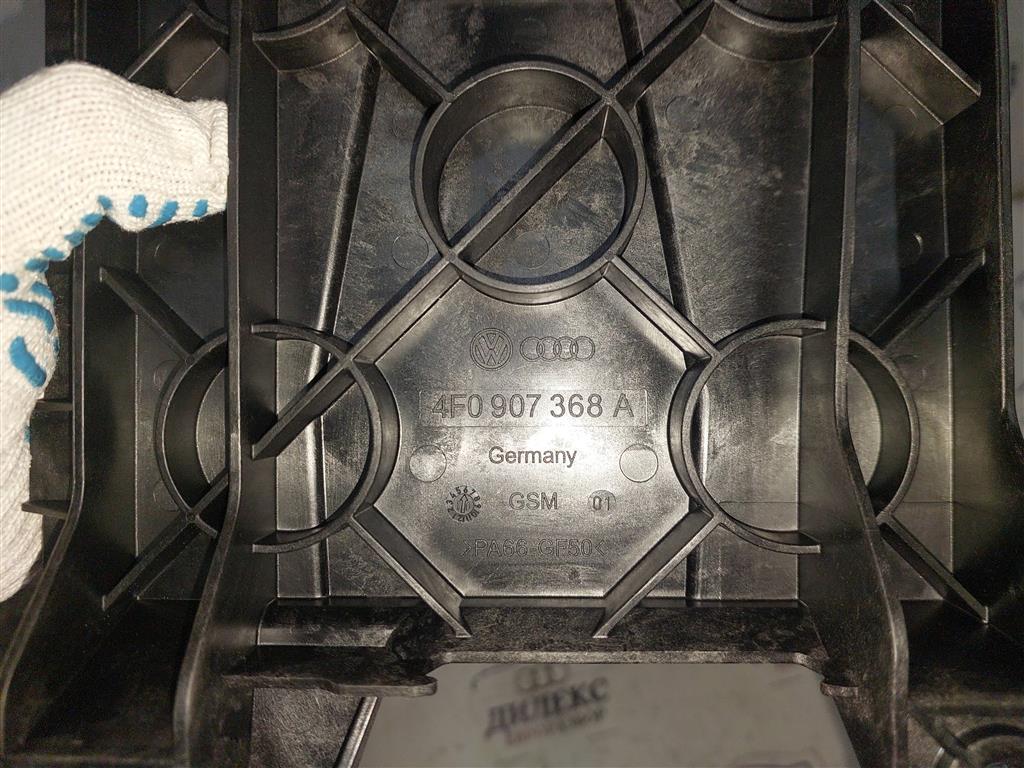 4F0 907 368 A
Germany
GSM 01
>PA66-GF50<
ДИЛЕКС